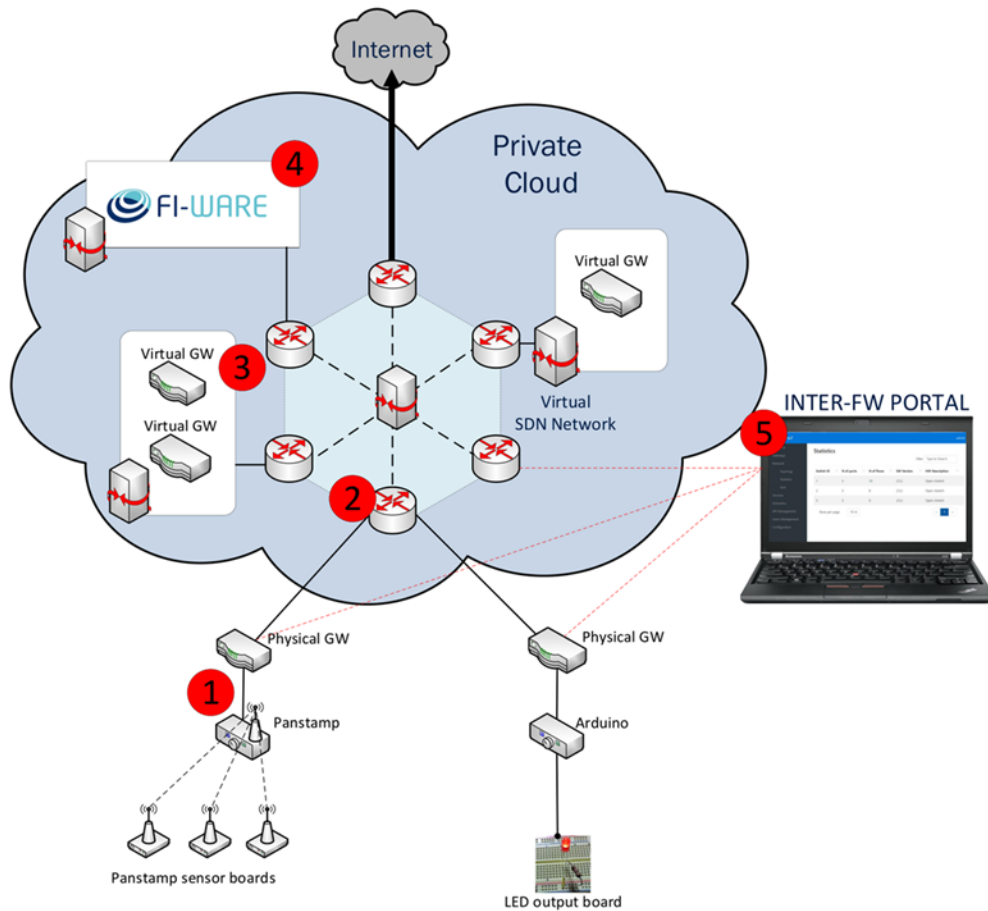 Internet
Private
Cloud
4
FI-WARE
Virtual GW
Virtual GW
3
Virtual GW
Virtual
SDN Network
INTER-FW PORTAL
5
Statistics
2
Physical GW
Physical GW
1
Panstamp
Arduino
Panstamp sensor boards
LED output board